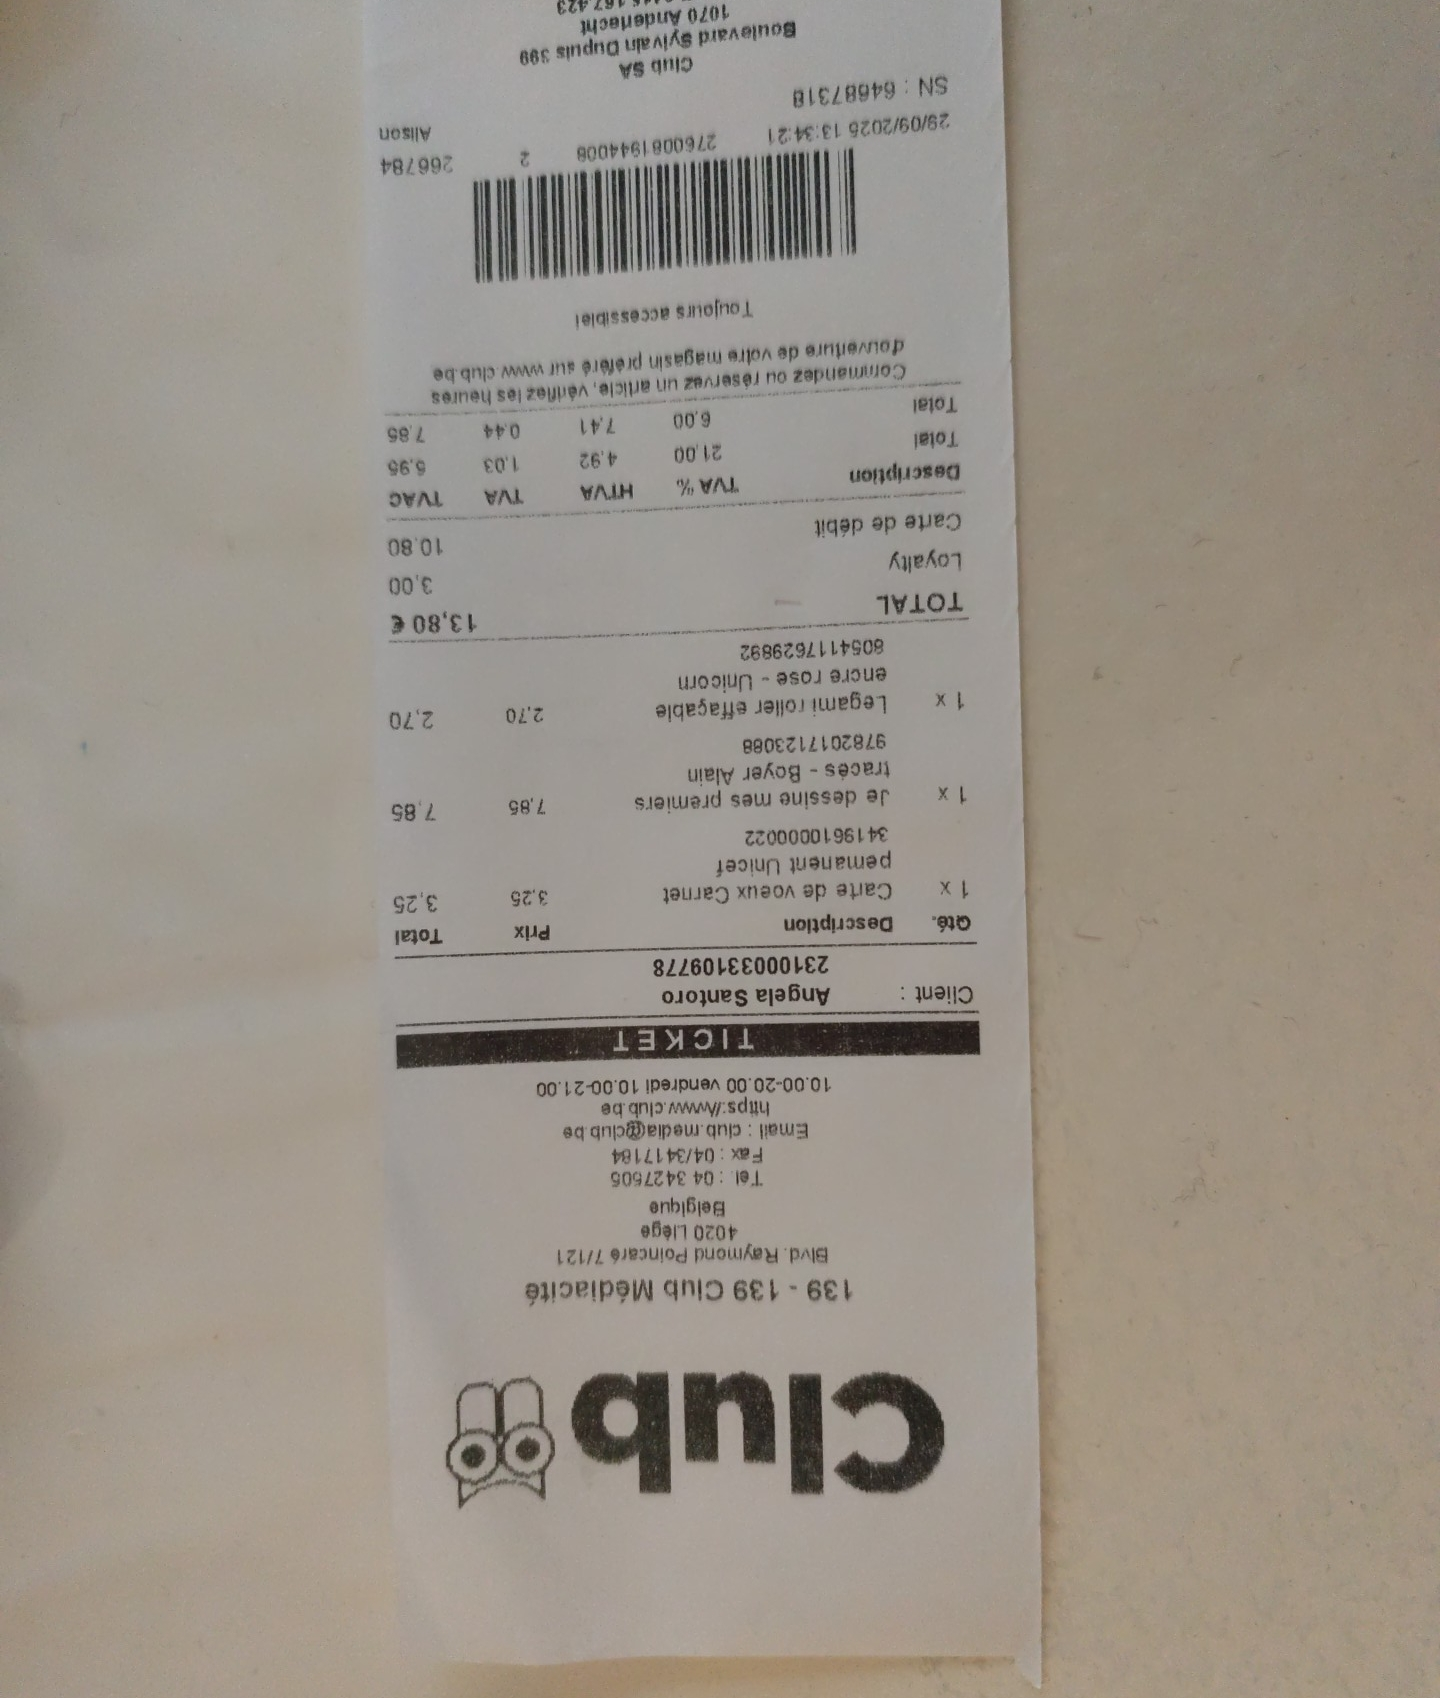 Club
139 - 139 Club Médiacité
Blvd. Raymond Poincaré 7/121
4020 Liège
Belgique
Tél. : 04 3427505
Fax : 04/3417184
Email : club.media@club.be
https://www.club.be
10.00-20.00 vendredi 10.00-21.00
TICKET
Client : Angela Santoro
2310003310977​8
Qté. Description Prix Total
1 x Carte de voeux Carnet 3,25 3,25
pemanent Unicef
3419610000022
1 x Je dessine mes premiers 7,85 7,85
tracés - Boyer Alain
9782017123088
1 x Legami roller effaçable 2,70 2,70
encre rose - Unicorn
8054117629892
TOTAL 13,80 €
Loyalty 3,00
Carte de débit 10.80
Description TVA % HTVA TVA TVAC
Total 21,00 4,92 1,03 5,95
Total 6,00 7,41 0,44 7,85
Commandez ou réservez un article, vérifiez les heures
d'ouverture de votre magasin préféré sur www.club.be
Toujours accessible!
29/09/2025 13:34:21 2760081944008 2 266784
Alison
SN : 64687318
Club SA
Boulevard Sylvain Dupuis 399
1070 Anderlecht